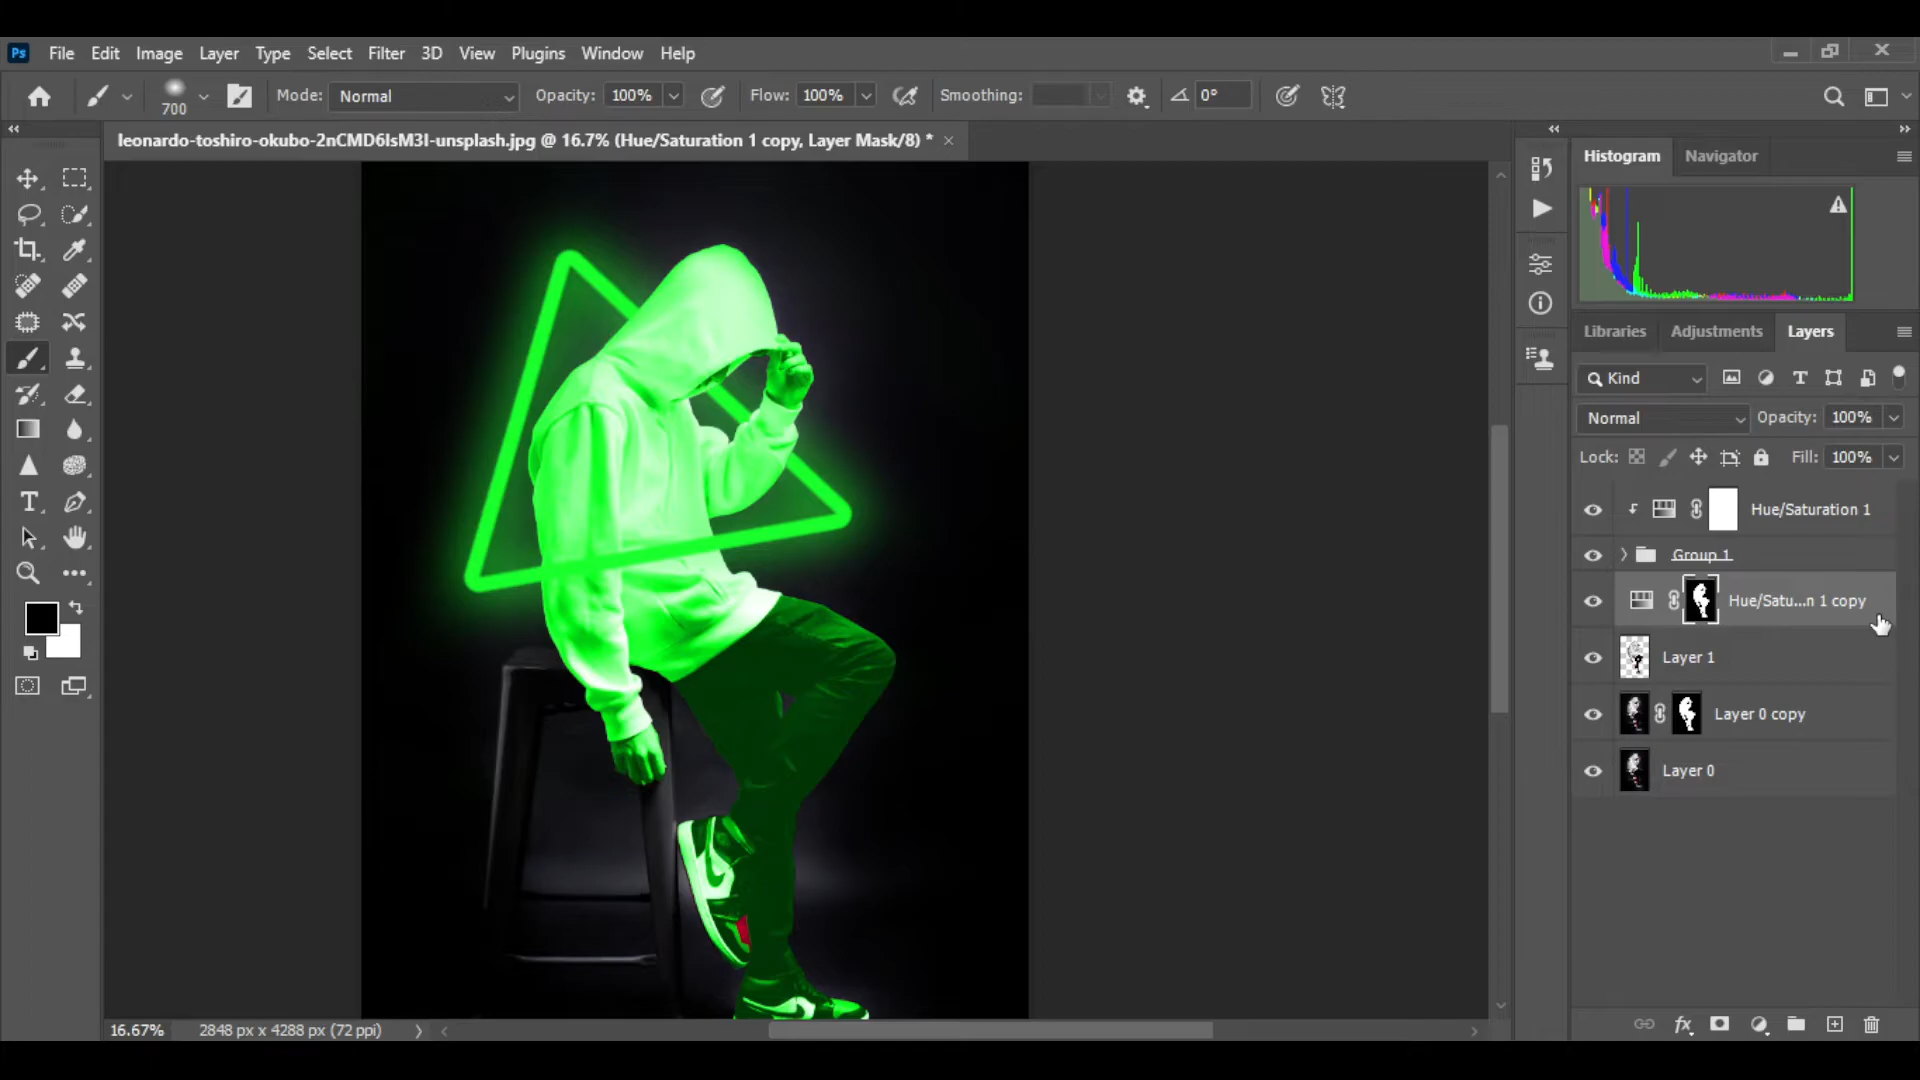 Ps File Edit Image Layer Type Select Filter 3D View Plugins Window Help
700 Mode: Normal Opacity: 100% Flow: 100% Smoothing: 0°
leonardo-toshiro-okubo-2nCMD6IsM3I-unsplash.jpg @ 16.7% (Hue/Saturation 1 copy, Layer Mask/8) *
Histogram Navigator
Libraries Adjustments Layers
Kind
Normal Opacity: 100%
Lock: Fill: 100%
Hue/Saturation 1
Group 1
Hue/Satu...n 1 copy
Layer 1
Layer 0 copy
Layer 0
16.67% 2848 px x 4288 px (72 ppi)